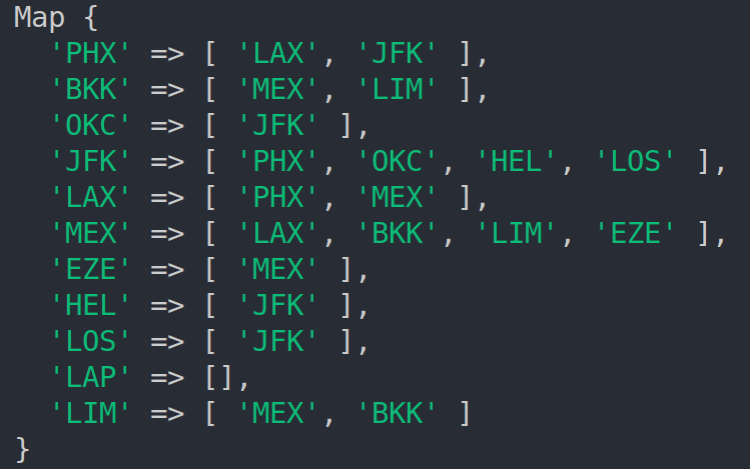 Map {
  'PHX' => [ 'LAX', 'JFK' ],
  'BKK' => [ 'MEX', 'LIM' ],
  'OKC' => [ 'JFK' ],
  'JFK' => [ 'PHX', 'OKC', 'HEL', 'LOS' ],
  'LAX' => [ 'PHX', 'MEX' ],
  'MEX' => [ 'LAX', 'BKK', 'LIM', 'EZE' ],
  'EZE' => [ 'MEX' ],
  'HEL' => [ 'JFK' ],
  'LOS' => [ 'JFK' ],
  'LAP' => [],
  'LIM' => [ 'MEX', 'BKK' ]
}